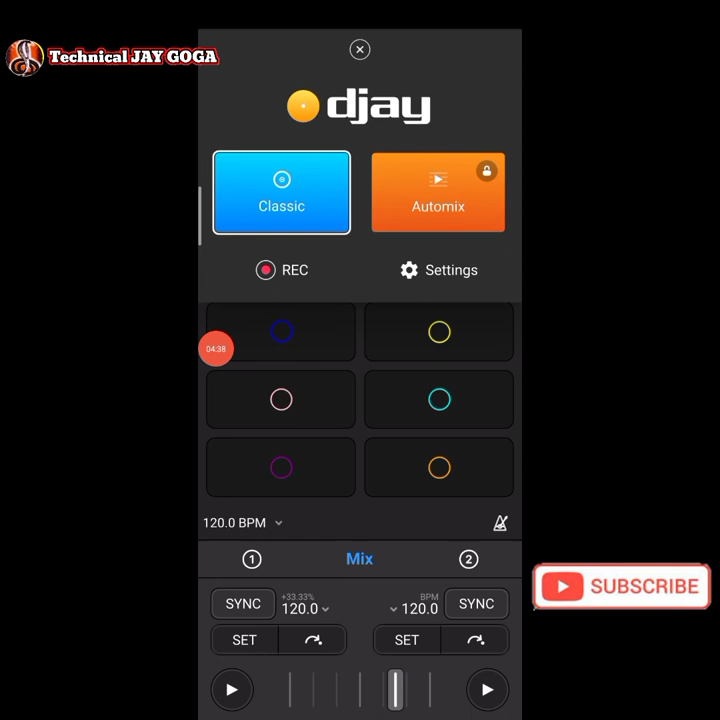 Technical JAY GOGA
djay
Classic
Automix
REC
Settings
04:38
120.0 BPM
1 Mix 2
SYNC +33.33% 120.0
BPM 120.0 SYNC
SET SET
SUBSCRIBE